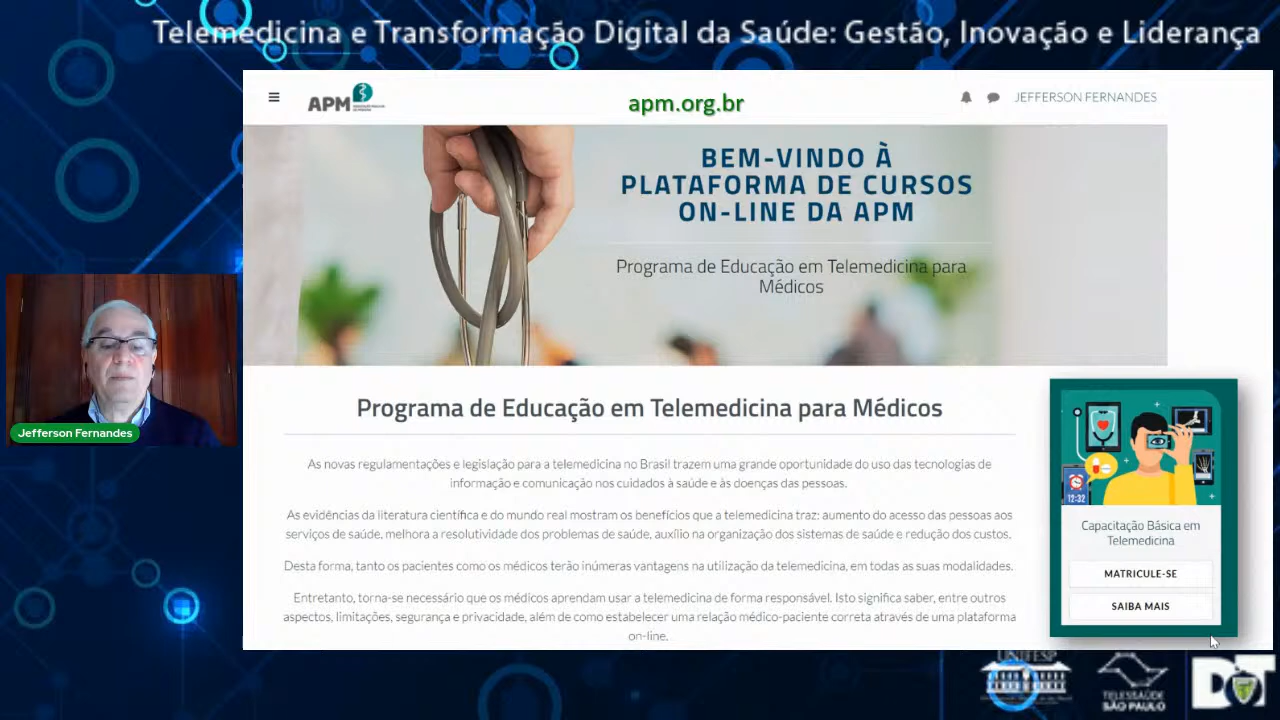 Telemedicina e Transformação Digital da Saúde: Gestão, Inovação e Liderança
APM
apm.org.br
JEFFERSON FERNANDES
BEM-VINDO À
PLATAFORMA DE CURSOS
ON-LINE DA APM
Programa de Educação em Telemedicina para
Médicos
Jefferson Fernandes
Programa de Educação em Telemedicina para Médicos
As novas regulamentações e legislação para a telemedicina no Brasil trazem uma grande oportunidade do uso das tecnologias de
informação e comunicação nos cuidados à saúde e às doenças das pessoas.
As evidências da literatura científica e do mundo real mostram os benefícios que a telemedicina traz: aumento do acesso das pessoas aos
serviços de saúde, melhora a resolutividade dos problemas de saúde, auxílio na organização dos sistemas de saúde e redução dos custos.
Desta forma, tanto os pacientes como os médicos terão inúmeras vantagens na utilização da telemedicina, em todas as suas modalidades.
Entretanto, torna-se necessário que os médicos aprendam usar a telemedicina de forma responsável. Isto significa saber, entre outros
aspectos, limitações, segurança e privacidade, além de como estabelecer uma relação médico-paciente correta através de uma plataforma
on-line.
12:32
Capacitação Básica em
Telemedicina
MATRICULE-SE
SAIBA MAIS
UNIFESP
TELESSAÚDE
SÃO PAULO